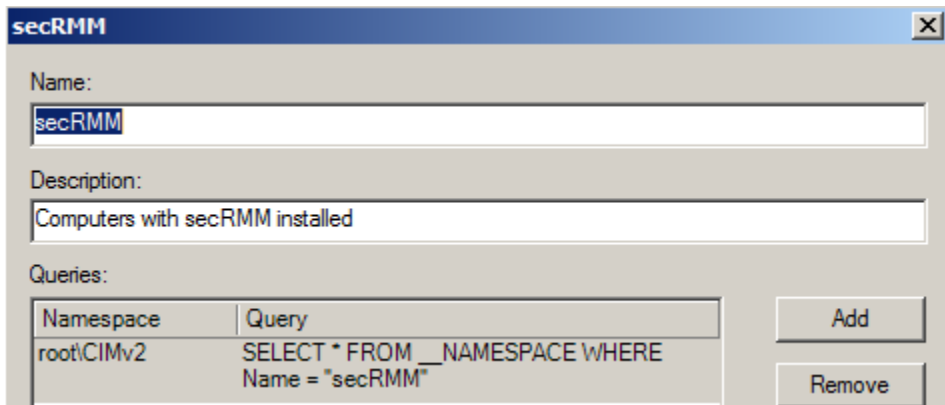 secRMM
Name:
secRMM
Description:
Computers with secRMM installed
Queries:
Namespace Query
root\CIMv2 SELECT * FROM __NAMESPACE WHERE
Name = "secRMM"
Add
Remove